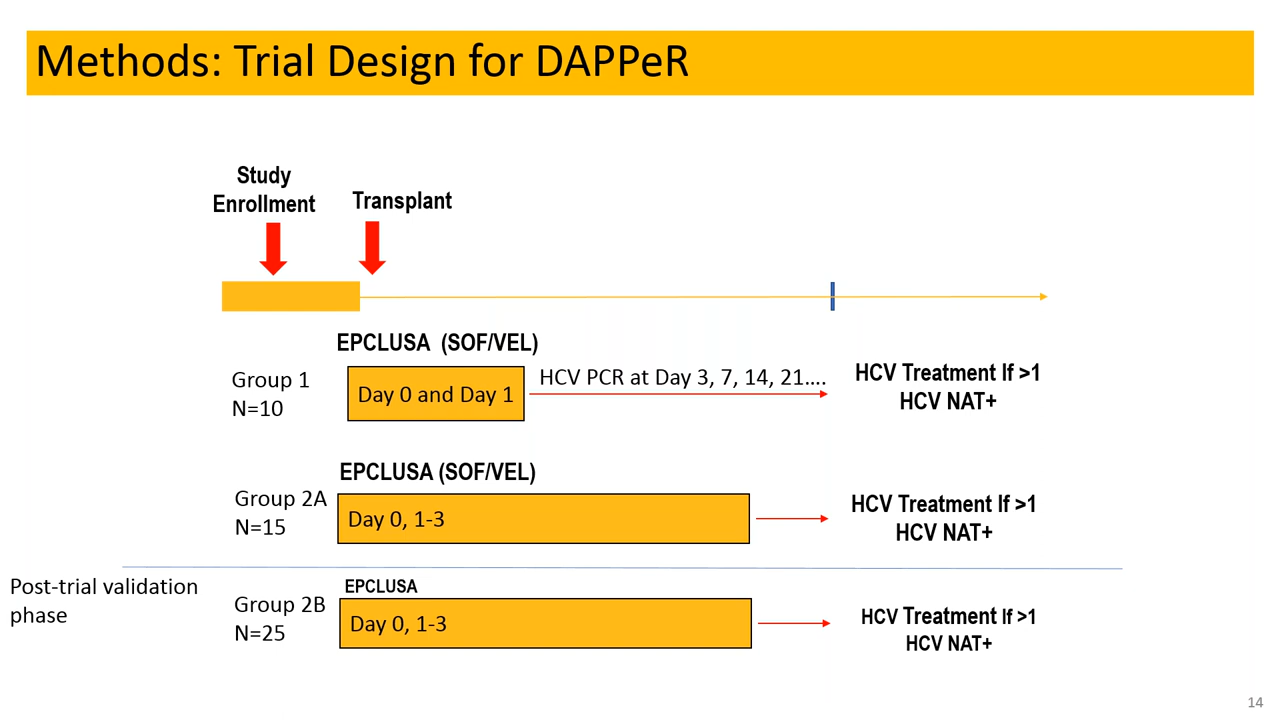 Methods: Trial Design for DAPPeR
Study
Enrollment
Transplant
EPCLUSA (SOF/VEL)
Group 1
N=10
Day 0 and Day 1
HCV PCR at Day 3, 7, 14, 21....
HCV Treatment If >1
HCV NAT+
EPCLUSA (SOF/VEL)
Group 2A
N=15
Day 0, 1-3
HCV Treatment If >1
HCV NAT+
Post-trial validation
phase
EPCLUSA
Group 2B
N=25
Day 0, 1-3
HCV Treatment If >1
HCV NAT+
14